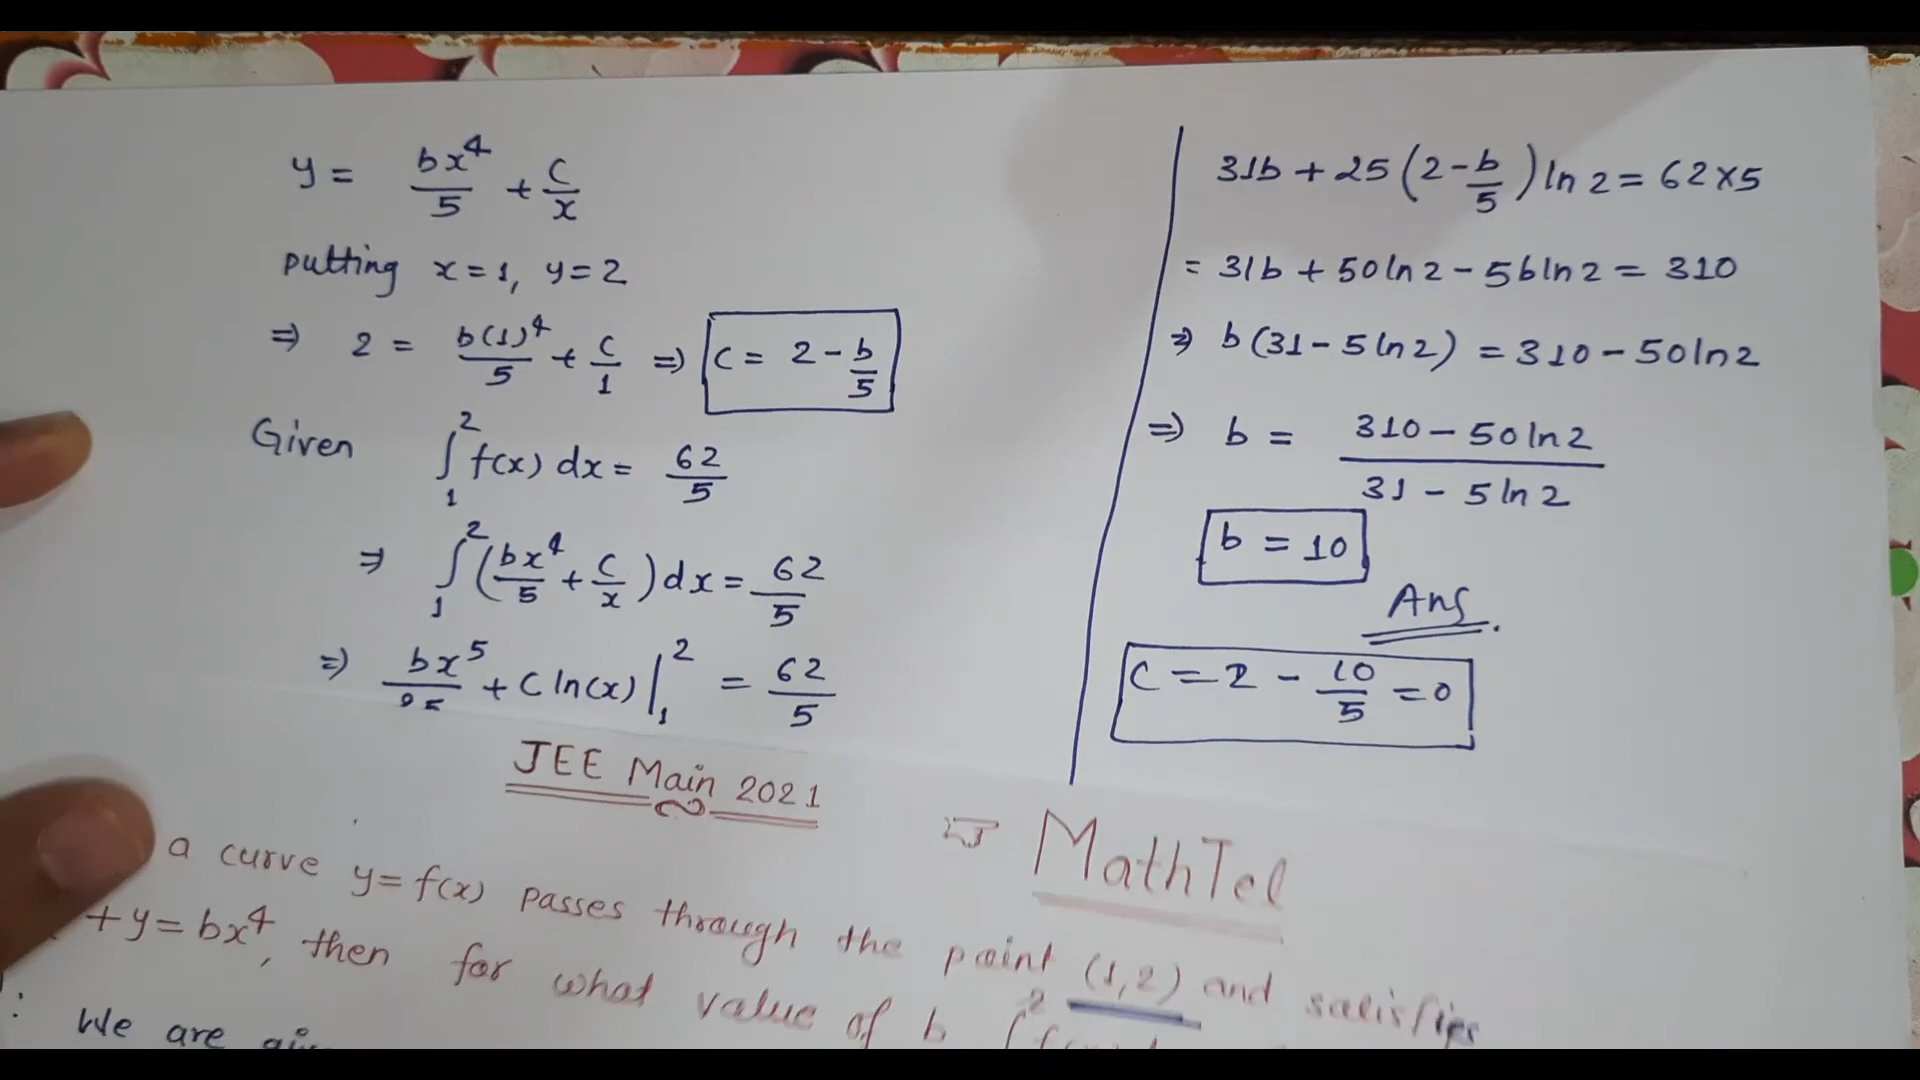 y = bx⁴/5 + C/x
putting x = 1, y = 2
⇒ 2 = b(1)⁴/5 + C/1 ⇒ C = 2 - b/5
Given ∫₁² f(x) dx = 62/5
⇒ ∫₁² (bx⁴/5 + C/x) dx = 62/5
⇒ bx⁵/25 + C ln(x) |₁² = 62/5
31b + 25 (2 - b/5) ln 2 = 62×5
= 31b + 50 ln 2 - 5b ln 2 = 310
⇒ b(31 - 5 ln 2) = 310 - 50 ln 2
⇒ b = (310 - 50 ln 2)/(31 - 5 ln 2)
b = 10
Ans.
C = 2 - 10/5 = 0
JEE Main 2021
MathTel
a curve y = f(x) passes through the point (1,2) and satisfies
+ y = bx⁴, then for what value of b ∫²
: We are